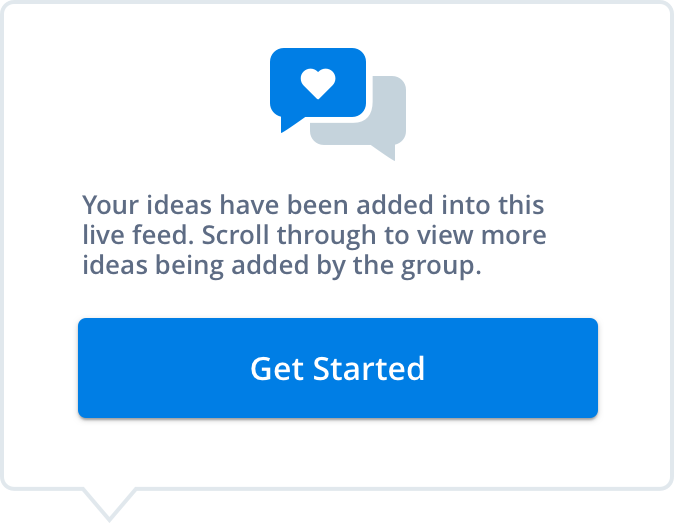 Your ideas have been added into this
live feed. Scroll through to view more
ideas being added by the group.
Get Started